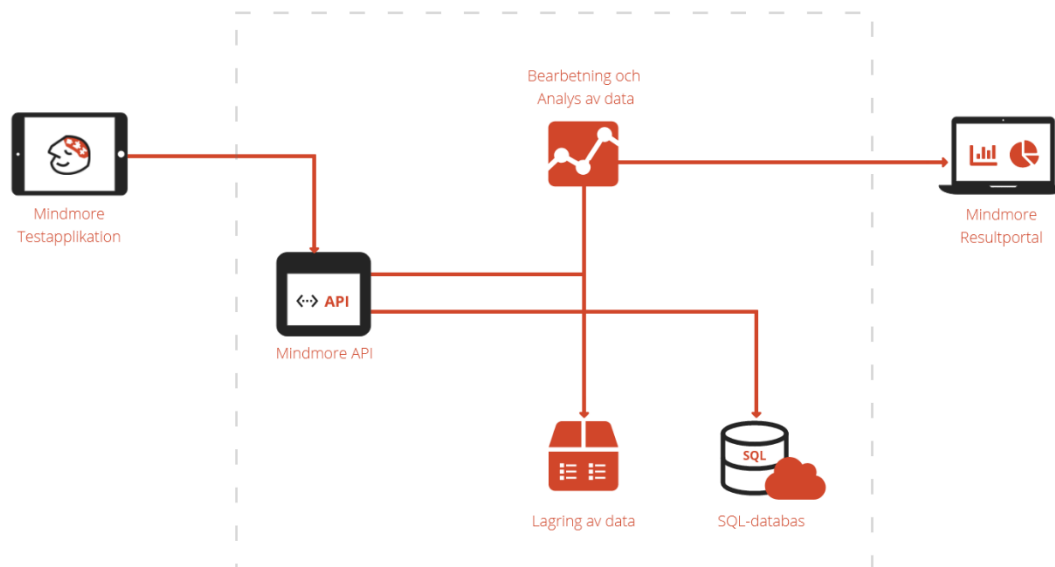 Bearbetning och
Analys av data
Mindmore
Testapplikation
Mindmore
Resultportal
<··> API
Mindmore API
SQL
Lagring av data
SQL-databas